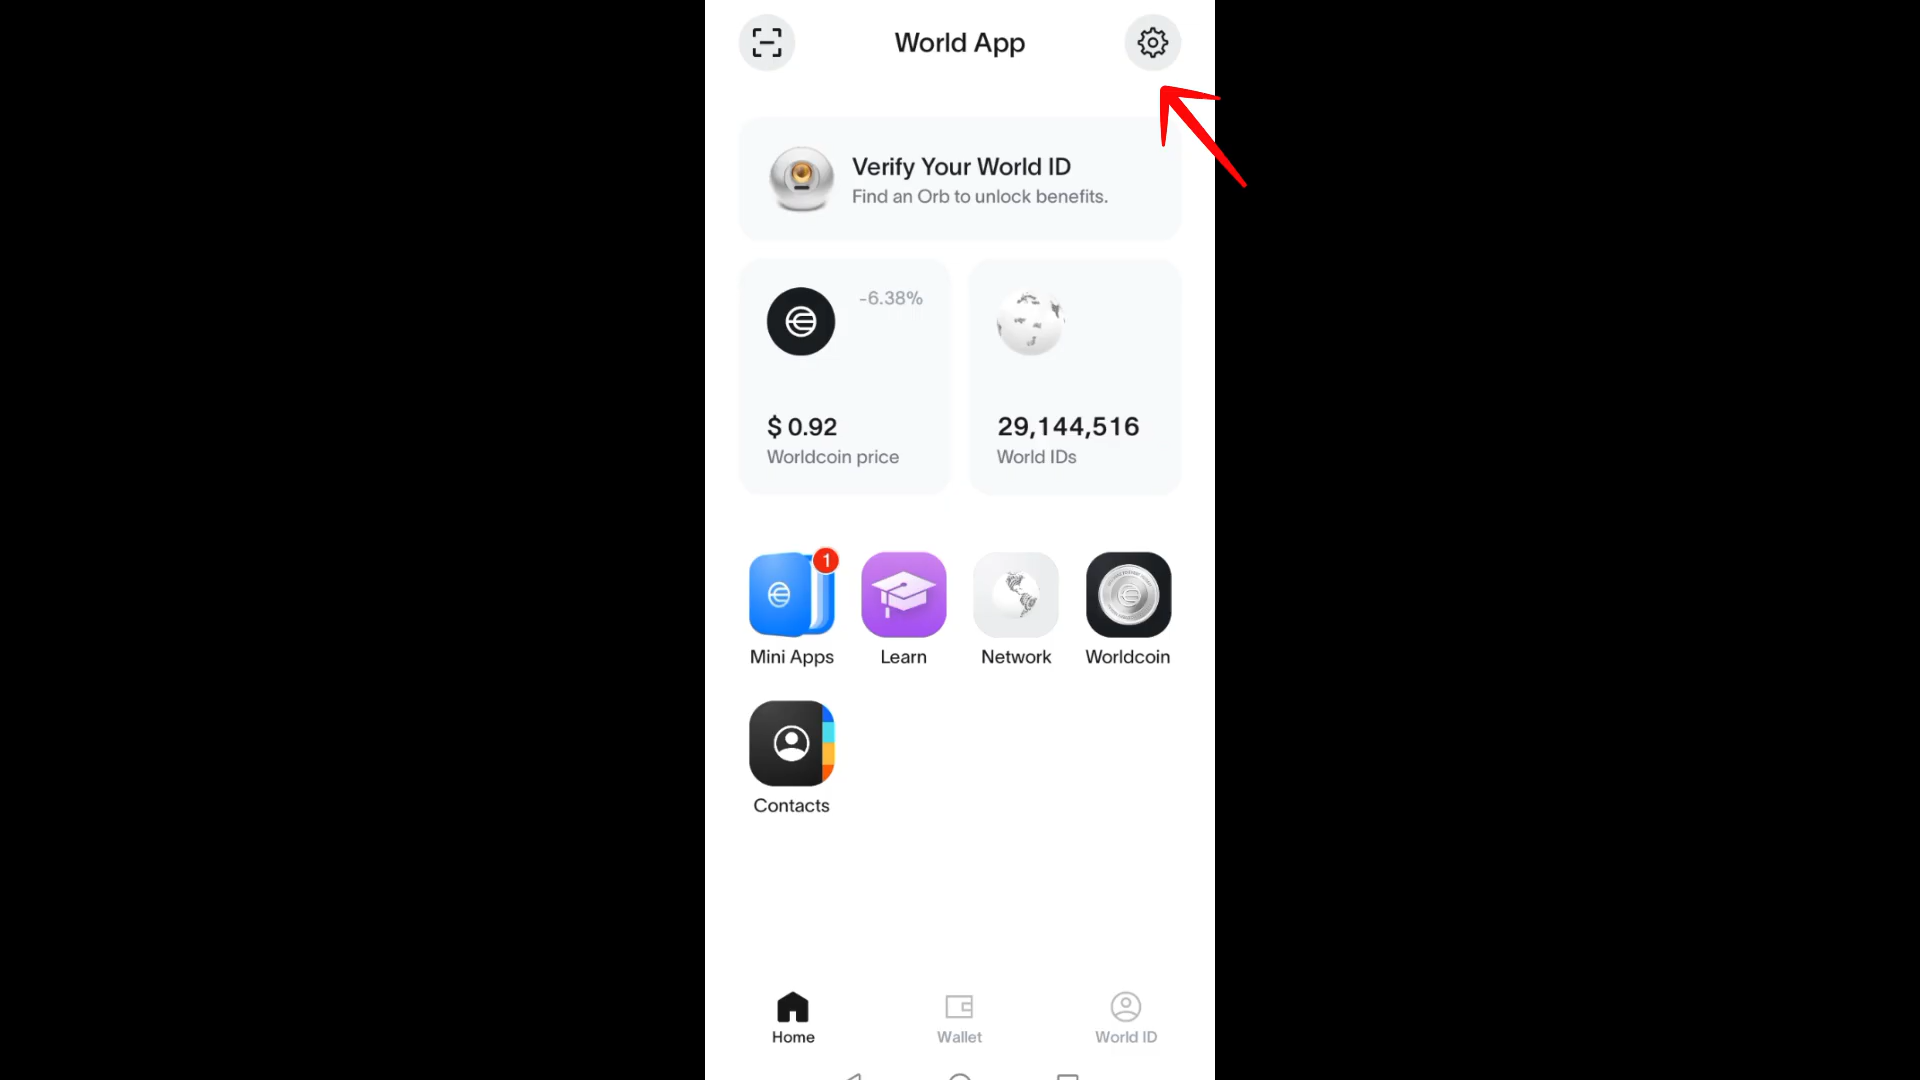 World App
Verify Your World ID
Find an Orb to unlock benefits.
-6.38%
$ 0.92
Worldcoin price
29,144,516
World IDs
1
Mini Apps
Learn
Network
Worldcoin
Contacts
Home
Wallet
World ID